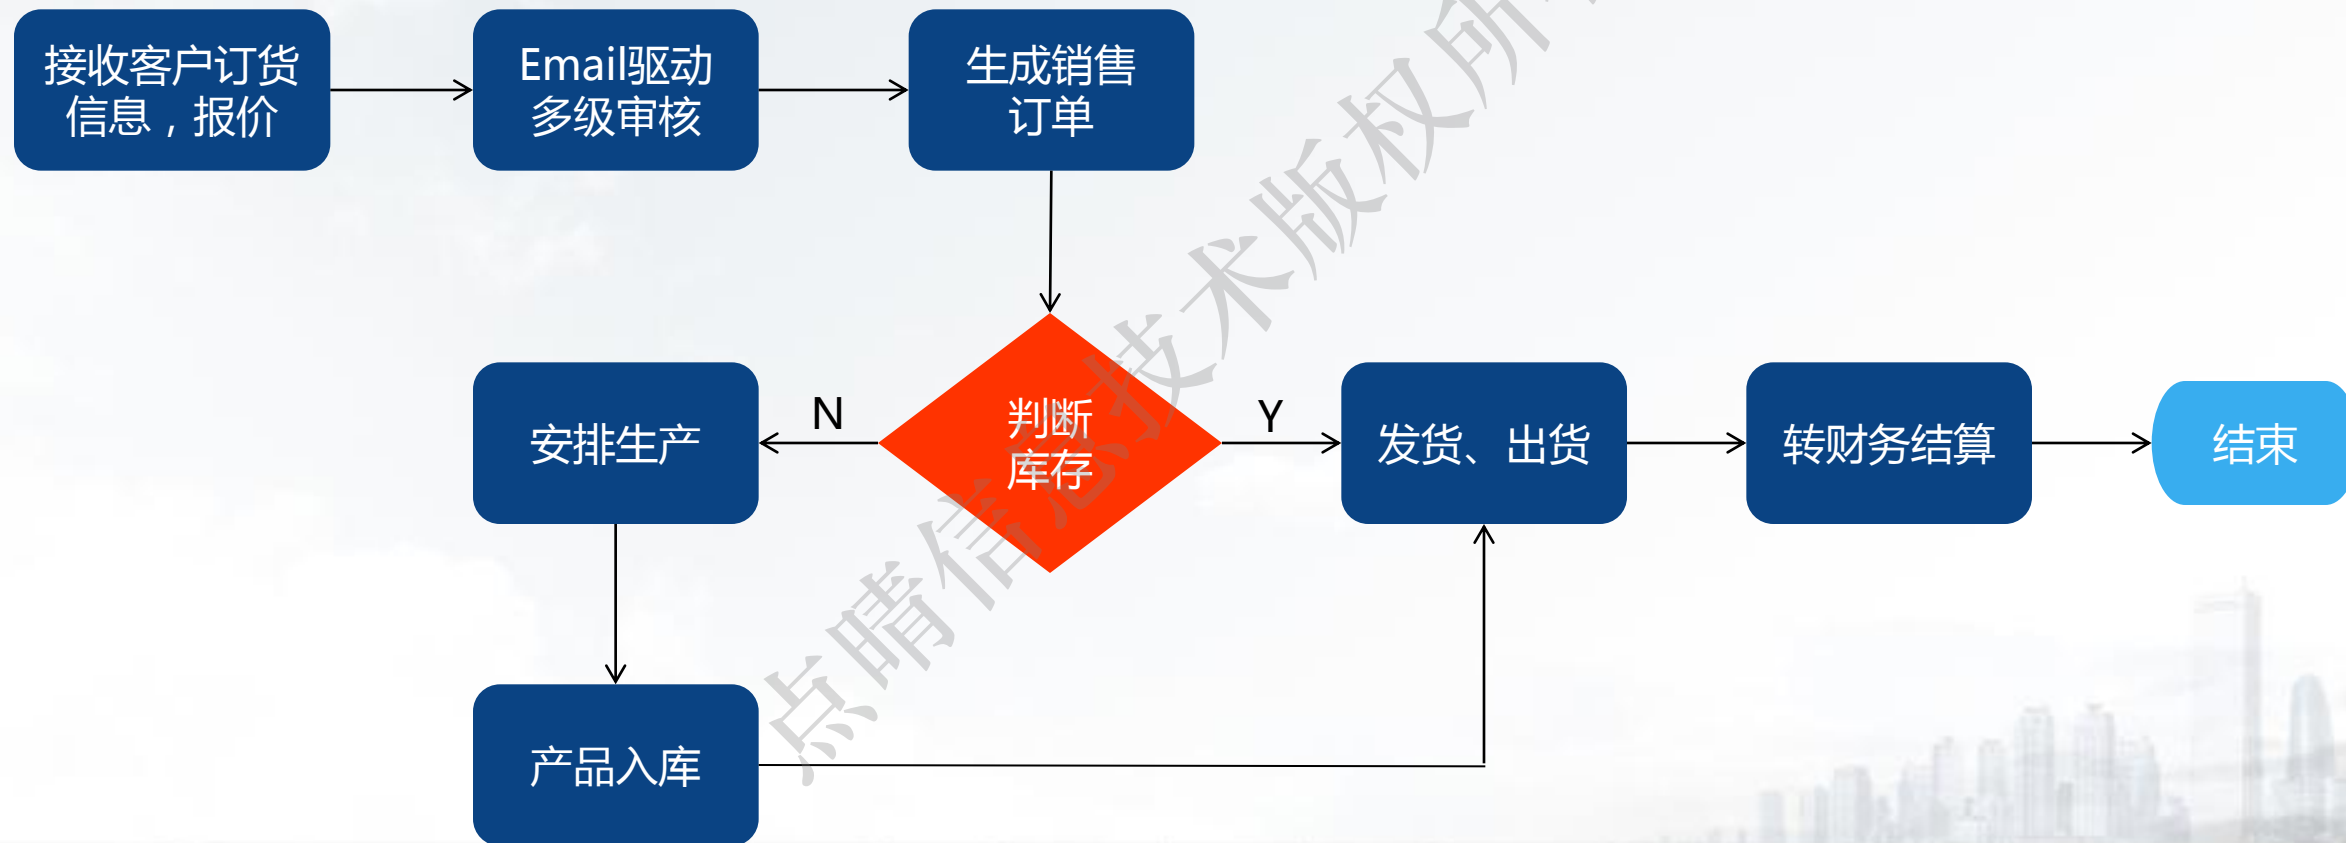 接收客户订货
信息，报价
Email驱动
多级审核
生成销售
订单
安排生产
N
判断
库存
Y
发货、出货
转财务结算
结束
产品入库
点晴信息技术版权所